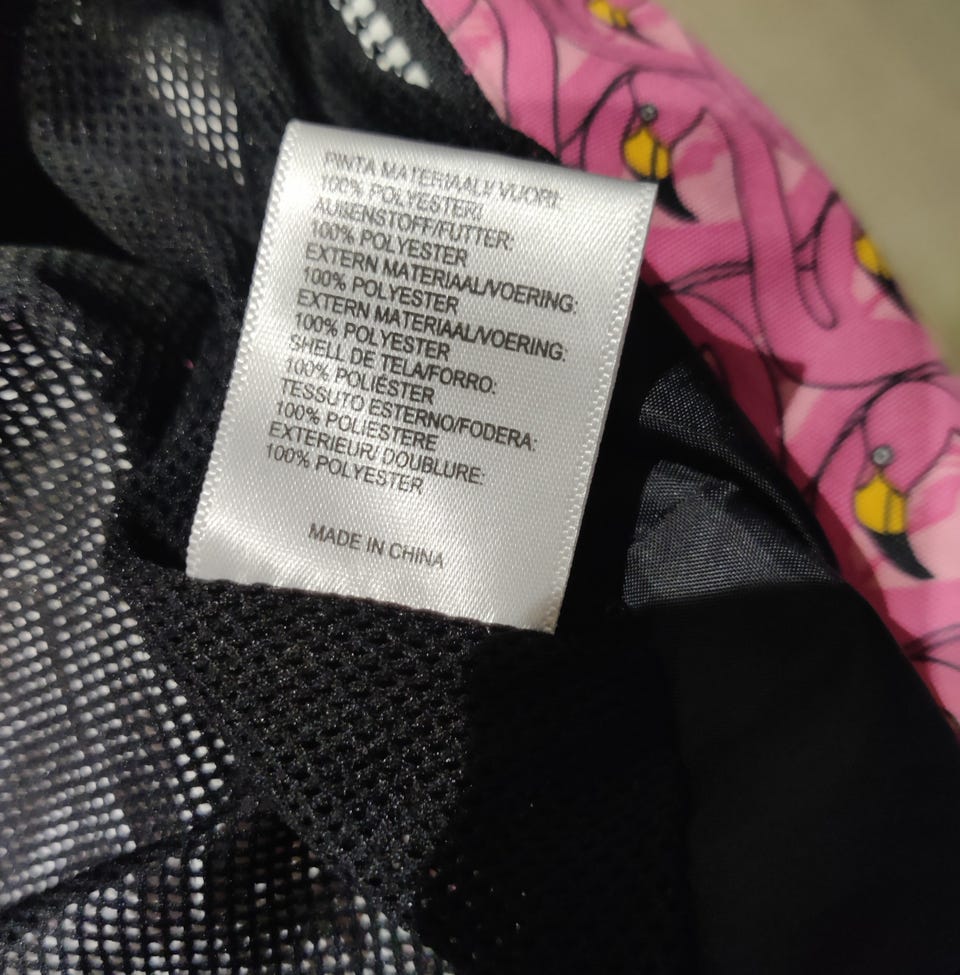 PINTA MATERIAALI/ VUORI:
100% POLYESTERI
AUßENSTOFF/FUTTER:
100% POLYESTER
EXTERN MATERIAAL/VOERING:
100% POLYESTER
EXTERN MATERIAAL/VOERING:
100% POLYESTER
SHELL DE TELA/FORRO:
100% POLIÉSTER
TESSUTO ESTERNO/FODERA:
100% POLIESTERE
EXTERIEUR/ DOUBLURE:
100% POLYESTER
MADE IN CHINA